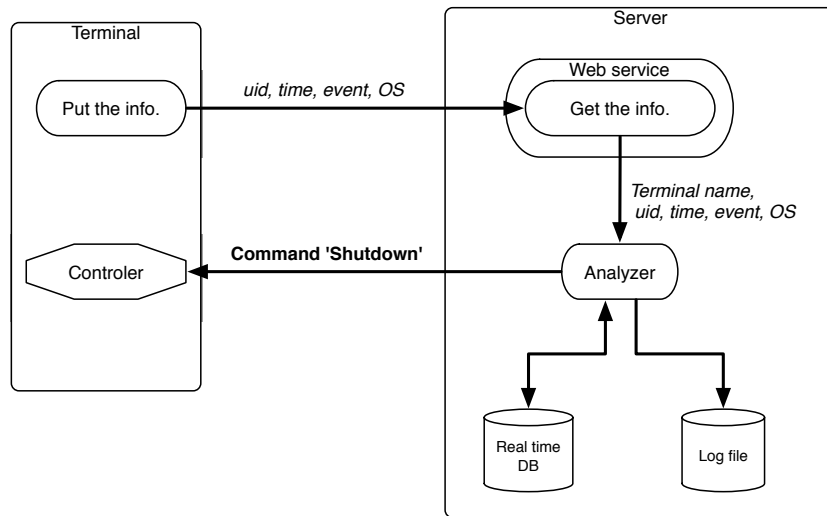 Terminal
Server
Web service
Put the info.
uid, time, event, OS
Get the info.
Terminal name,
uid, time, event, OS
Command 'Shutdown'
Controler
Analyzer
Real time
DB
Log file